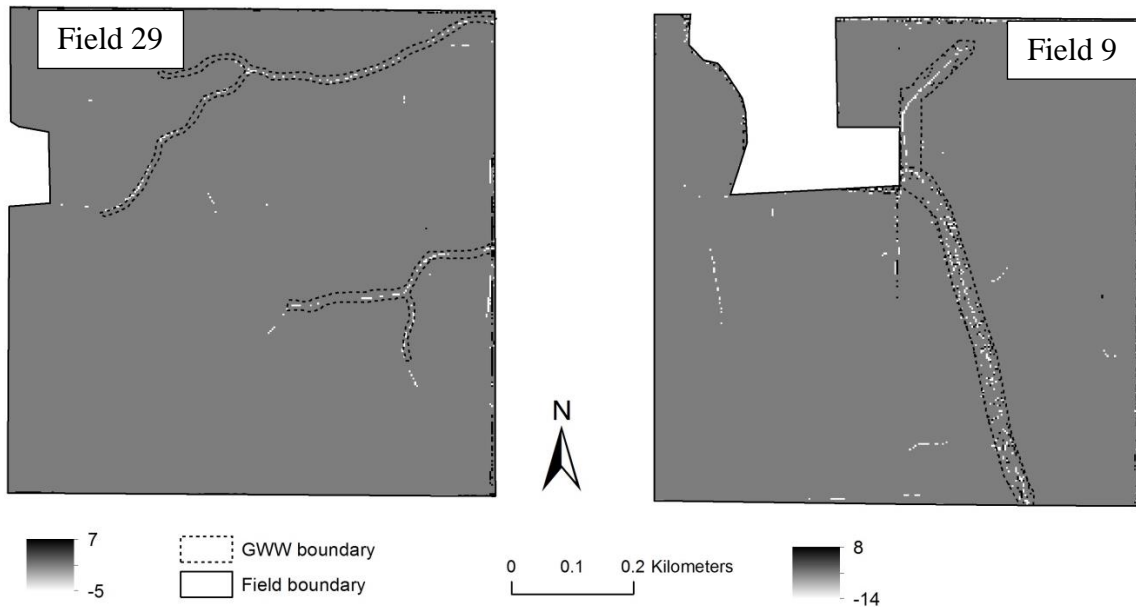 Field 29
Field 9
N
7
-5
GWW boundary
Field boundary
0 0.1 0.2 Kilometers
8
-14